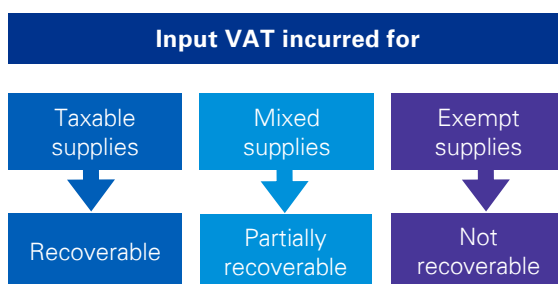 Input VAT incurred for
Taxable
supplies
Mixed
supplies
Exempt
supplies
Recoverable
Partially
recoverable
Not
recoverable